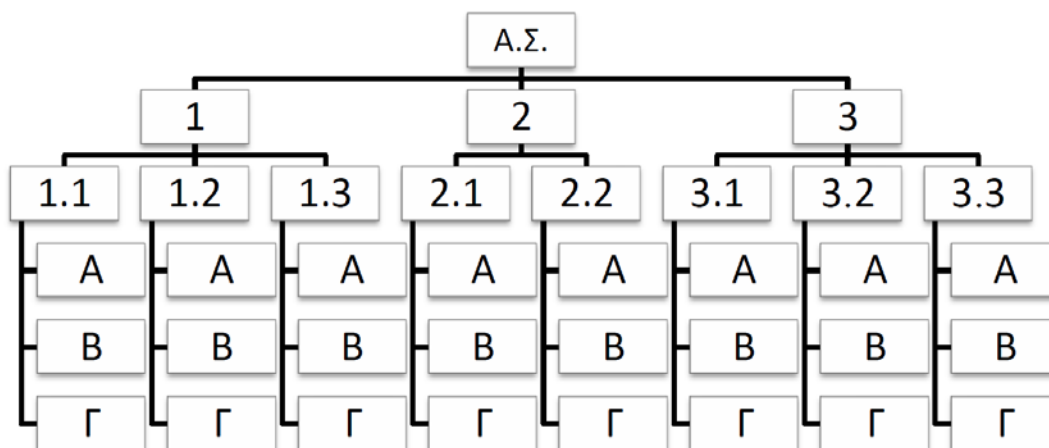 Α.Σ.
1 2 3
1.1 1.2 1.3 2.1 2.2 3.1 3.2 3.3
Α Α Α Α Α Α Α Α
Β Β Β Β Β Β Β Β
Γ Γ Γ Γ Γ Γ Γ Γ